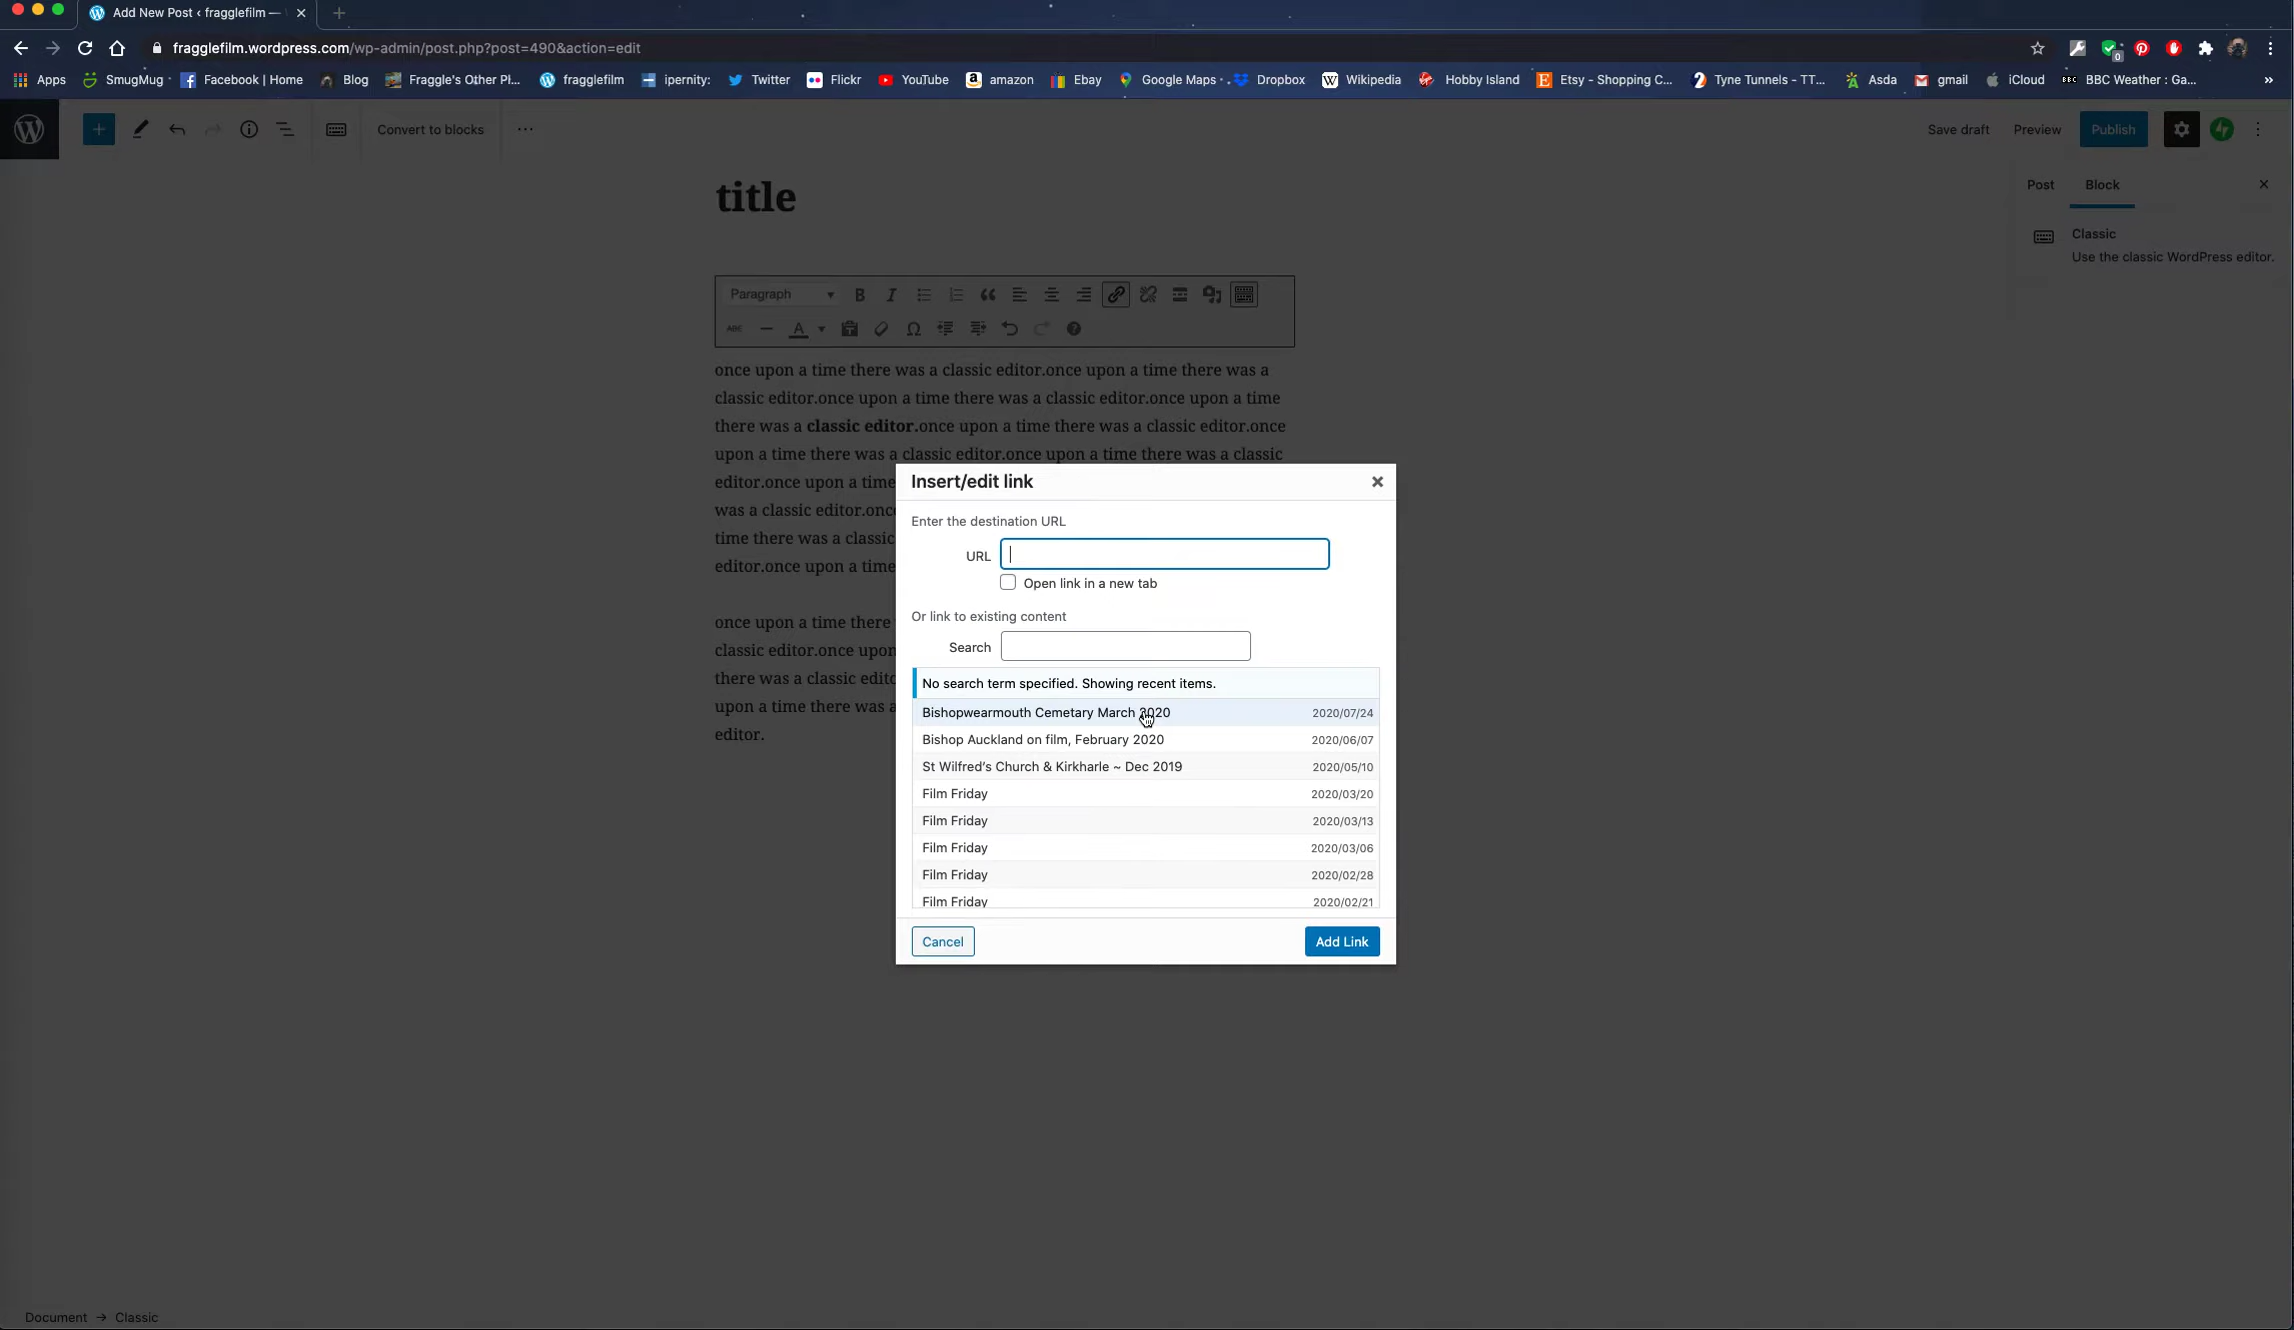 Add New Post ‹ fragglefilm —
fragglefilm.wordpress.com/wp-admin/post.php?post=490&action=edit
Apps SmugMug Facebook | Home Blog Fraggle's Other Pl... fragglefilm ipernity: Twitter Flickr YouTube amazon Ebay Google Maps Dropbox Wikipedia Hobby Island Etsy - Shopping C... Tyne Tunnels - TT... Asda gmail iCloud BBC Weather : Ga... »
Convert to blocks
Save draft Preview Publish
title
Post Block
Classic
Use the classic WordPress editor.
Paragraph B I
ABC A Ω
once upon a time there was a classic editor.once upon a time there was a
classic editor.once upon a time there was a classic editor.once upon a time
there was a classic editor.once upon a time there was a classic editor.once
upon a time there was a classic editor.once upon a time there was a classic
editor.once upon a time
was a classic editor.once
time there was a classic
editor.once upon a time
once upon a time there
classic editor.once upon
there was a classic edito
upon a time there was a
editor.
Insert/edit link
Enter the destination URL
URL
Open link in a new tab
Or link to existing content
Search
No search term specified. Showing recent items.
Bishopwearmouth Cemetary March 2020 2020/07/24
Bishop Auckland on film, February 2020 2020/06/07
St Wilfred's Church & Kirkharle ~ Dec 2019 2020/05/10
Film Friday 2020/03/20
Film Friday 2020/03/13
Film Friday 2020/03/06
Film Friday 2020/02/28
Film Friday 2020/02/21
Cancel Add Link
Document → Classic